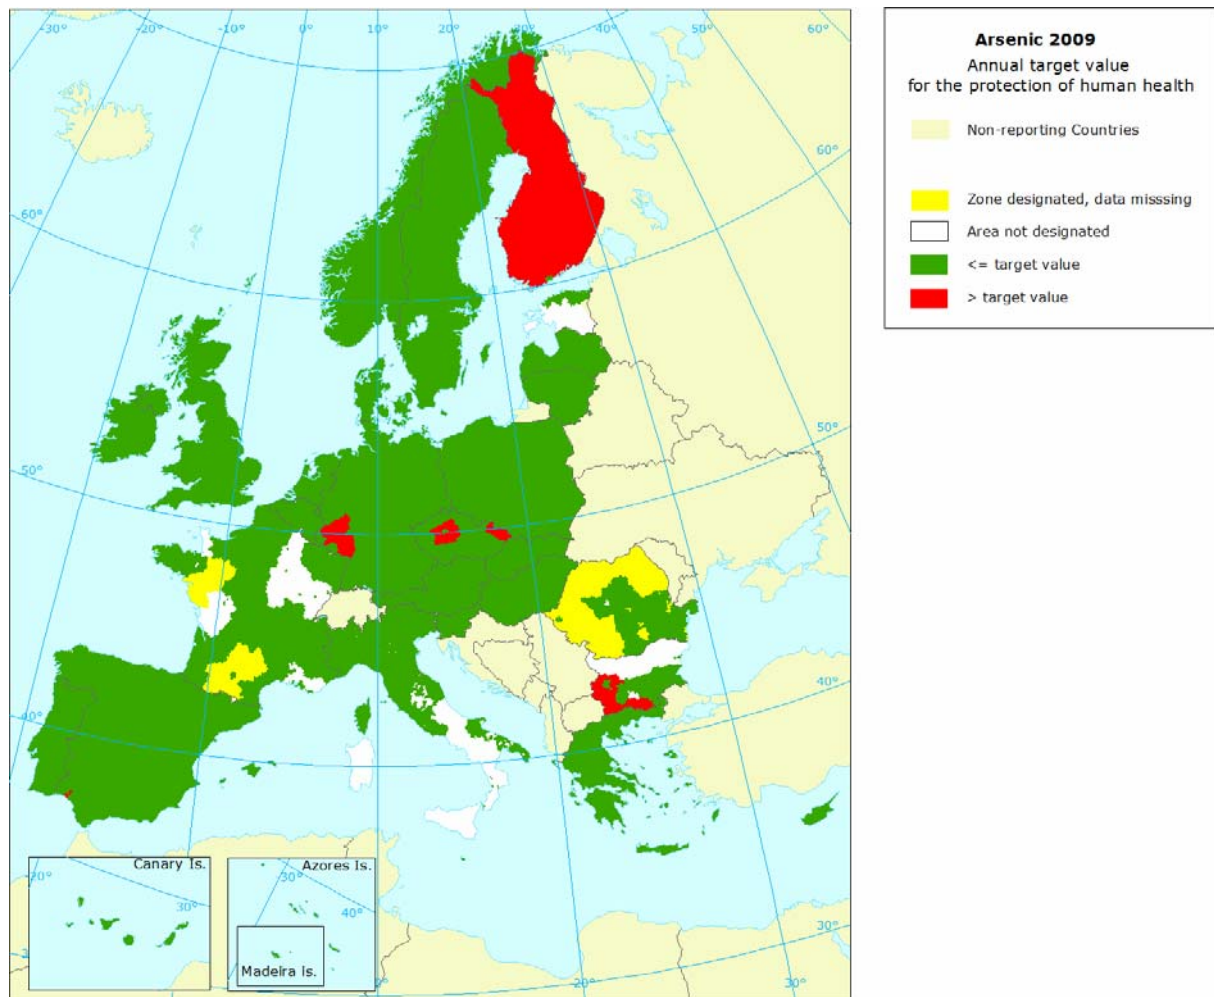 -30° -20° -10° 0° 10° 20° 30° 40° 50° 60°
60°
60°
50°
50°
40°
40°
30°
Canary Is.
-20°
30°
Azores Is.
-30°
40°
Madeira Is.
0° 10° 20° 30°
Arsenic 2009
Annual target value
for the protection of human health
Non-reporting Countries
Zone designated, data misssing
Area not designated
<= target value
> target value